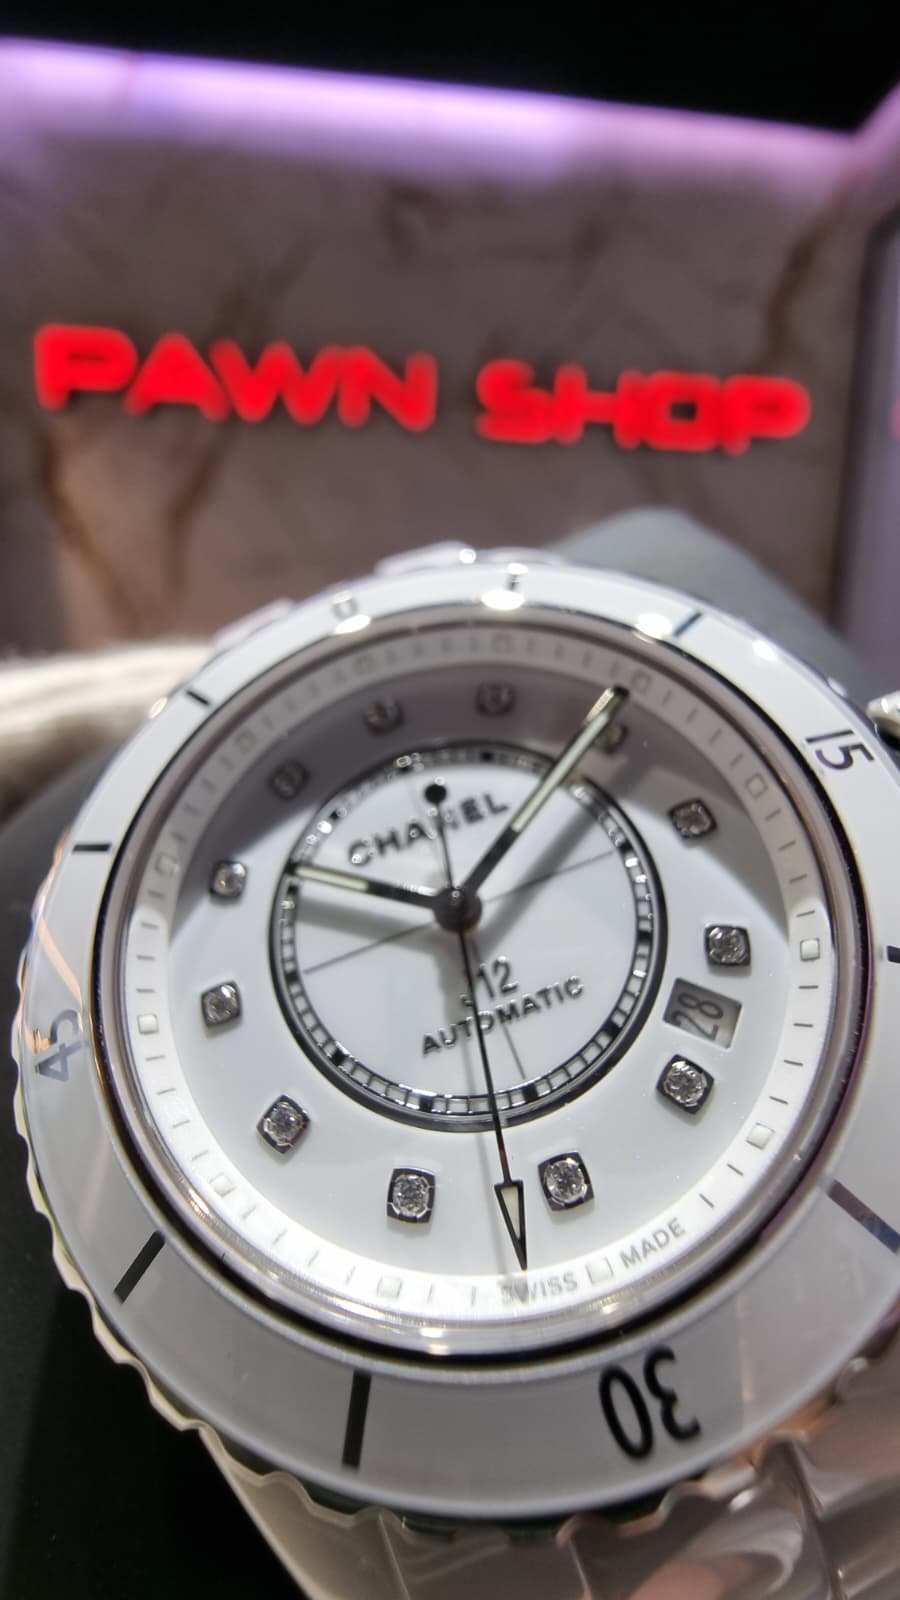 PAWN SHOP
15
CHANEL
J12
AUTOMATIC
28
45
SWISS MADE
30